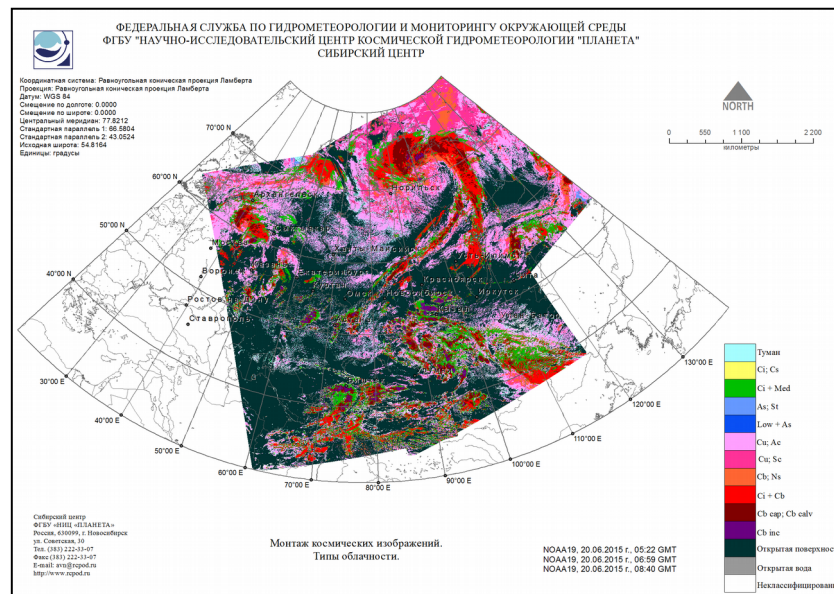 ФЕДЕРАЛЬНАЯ СЛУЖБА ПО ГИДРОМЕТЕОРОЛОГИИ И МОНИТОРИНГУ ОКРУЖАЮЩЕЙ СРЕДЫ
ФГБУ "НАУЧНО-ИССЛЕДОВАТЕЛЬСКИЙ ЦЕНТР КОСМИЧЕСКОЙ ГИДРОМЕТЕОРОЛОГИИ "ПЛАНЕТА"
СИБИРСКИЙ ЦЕНТР
Координатная система: Равноугольная коническая проекция Ламберта
Проекция: Равноугольная коническая проекция Ламберта
Датум: WGS 84
Смещение по долготе: 0.0000
Смещение по широте: 0.0000
Центральный меридиан: 77.8212
Стандартная параллель 1: 66.5804
Стандартная параллель 2: 43.0524
Исходная широта: 54.8164
Единицы: градусы
NORTH
0 550 1 100 2 200
километры
70°00' N
60°00' N
50°00' N
40°00' N
Архангельск
Норильск
Сыктывкар
Москва
Ханты-Мансийск
Казань
Екатеринбург
Воронеж
Курган
Красноярск
Чита
Омск
Новосибирск
Иркутск
Ростов
Кызыл
Ставрополь
30°00' E
40°00' E
50°00' E
60°00' E
70°00' E
80°00' E
90°00' E
100°00' E
110°00' E
120°00' E
130°00' E
Туман
Ci; Cs
Ci + Med
As; St
Low + As
Cu; Ac
Cu; Sc
Cb; Ns
Ci + Cb
Cb cap; Cb calv
Cb inc
Открытая поверхнос
Открытая вода
Неклассифицирован
Сибирский центр
ФГБУ «НИЦ «ПЛАНЕТА»
Россия, 630099, г. Новосибирск
ул. Советская, 30
Тел. (383) 222-33-07
Факс (383) 222-33-07
E-mail: avn@rcpod.ru
http://www.rcpod.ru
Монтаж космических изображений.
Типы облачности.
NOAA19, 20.06.2015 г., 05:22 GMT
NOAA19, 20.06.2015 г., 06:59 GMT
NOAA19, 20.06.2015 г., 08:40 GMT